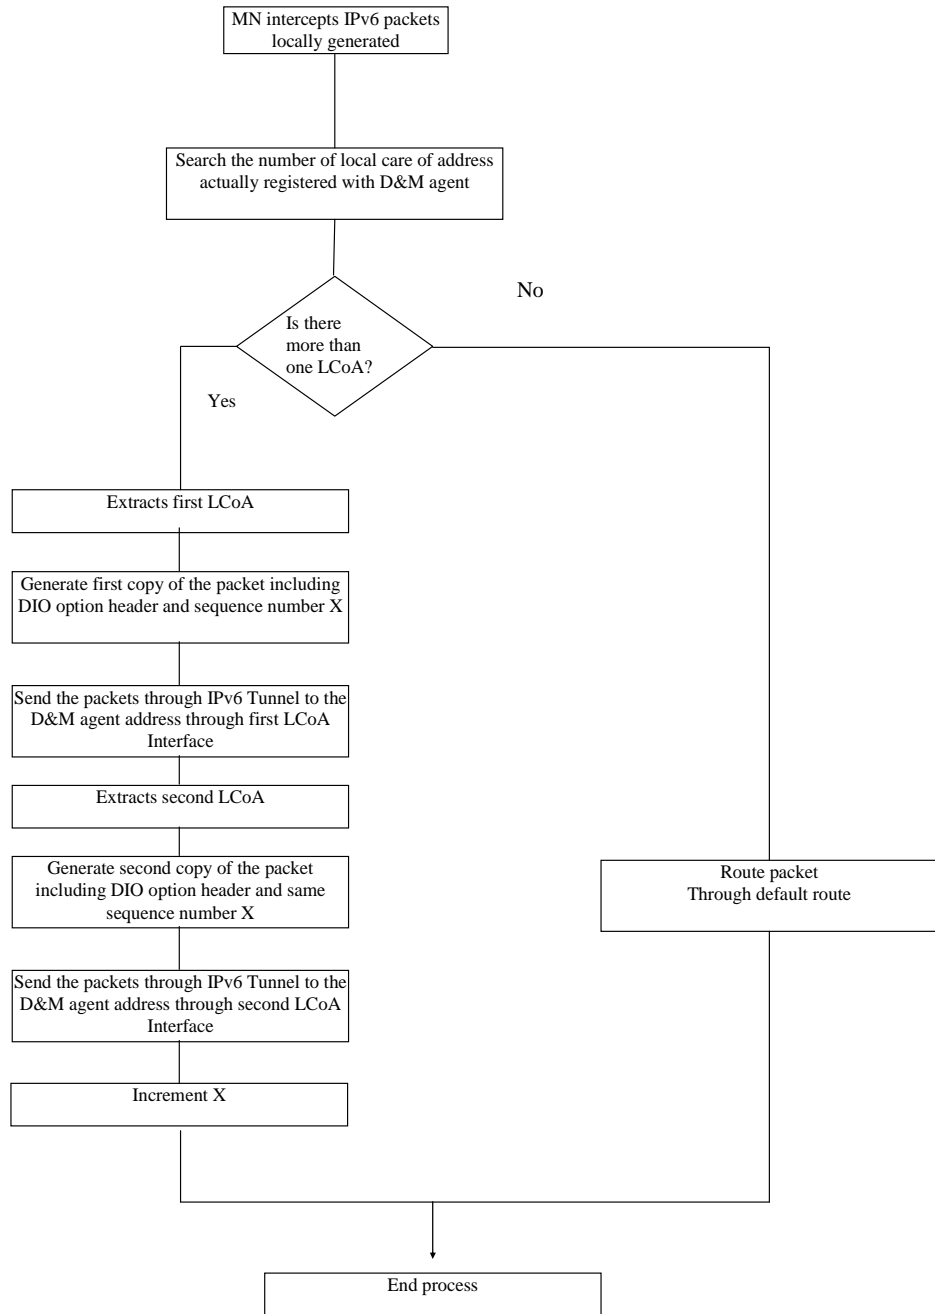 MN intercepts IPv6 packets
locally generated
Search the number of local care of address
actually registered with D&M agent
No
Is there
more than
one LCoA?
Yes
Extracts first LCoA
Generate first copy of the packet including
DIO option header and sequence number X
Send the packets through IPv6 Tunnel to the
D&M agent address through first LCoA
Interface
Extracts second LCoA
Generate second copy of the packet
including DIO option header and same
sequence number X
Route packet
Through default route
Send the packets through IPv6 Tunnel to the
D&M agent address through second LCoA
Interface
Increment X
End process